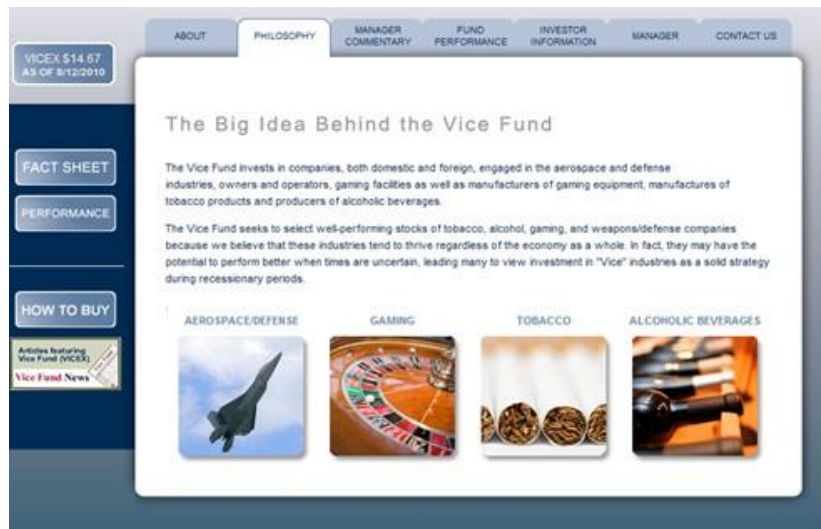 ABOUT
PHILOSOPHY
MANAGER
COMMENTARY
FUND
PERFORMANCE
INVESTOR
INFORMATION
MANAGER
CONTACT US
VICEX $14.67
AS OF 8/12/2010
FACT SHEET
PERFORMANCE
HOW TO BUY
Articles featuring
Vice Fund (VICEX)
Vice Fund News
The Big Idea Behind the Vice Fund
The Vice Fund invests in companies, both domestic and foreign, engaged in the aerospace and defense
industries, owners and operators, gaming facilities as well as manufacturers of gaming equipment, manufactures of
tobacco products and producers of alcoholic beverages.
The Vice Fund seeks to select well-performing stocks of tobacco, alcohol, gaming, and weapons/defense companies
because we believe that these industries tend to thrive regardless of the economy as a whole. In fact, they may have the
potential to perform better when times are uncertain, leading many to view investment in "Vice" industries as a solid strategy
during recessionary periods.
AEROSPACE/DEFENSE
GAMING
TOBACCO
ALCOHOLIC BEVERAGES